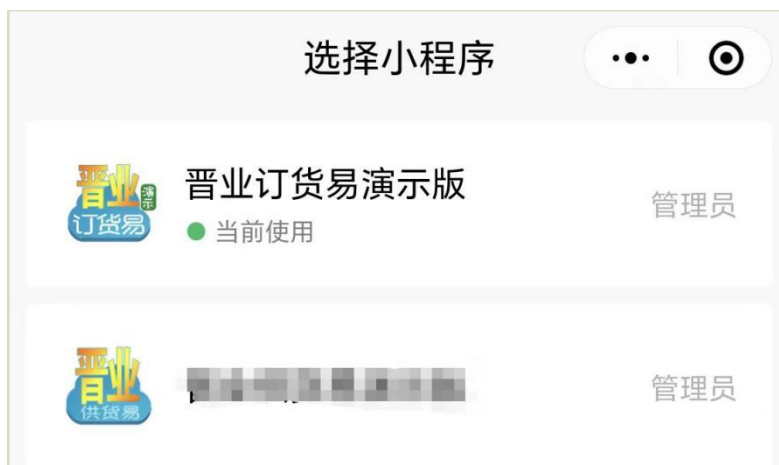 选择小程序
晋业
演示
订货易
晋业订货易演示版
当前使用
管理员
晋业
供货易
管理员